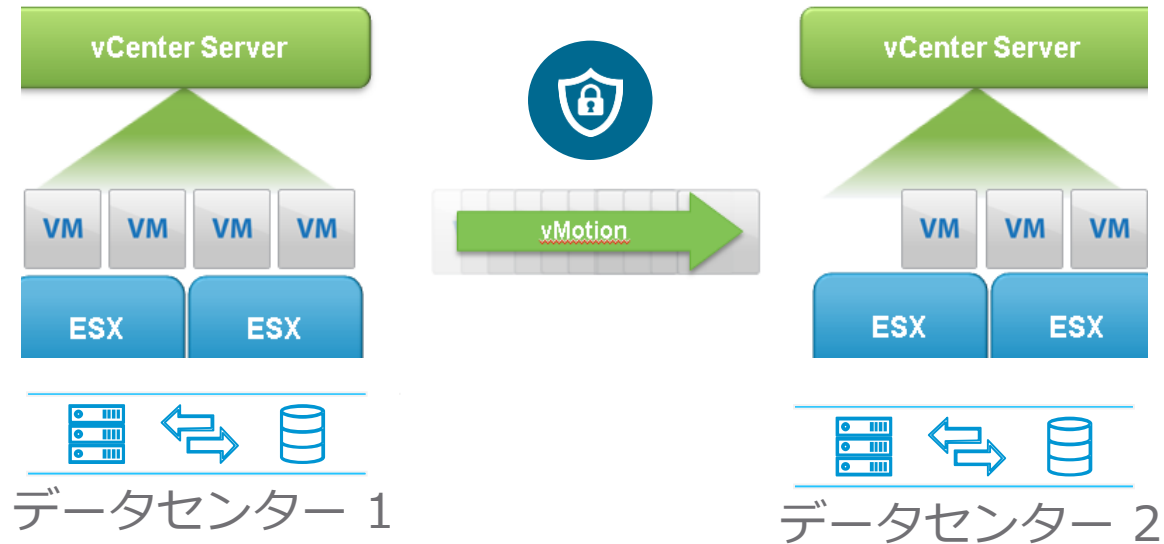 vCenter Server
vCenter Server
VM VM VM VM
vMotion
VM VM VM
ESX ESX
ESX ESX
データセンター 1
データセンター 2